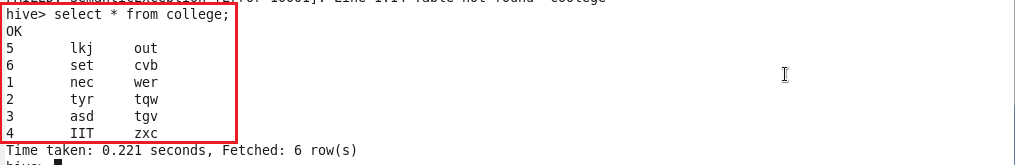 hive> select * from college;
OK
5 lkj out
6 set cvb
1 nec wer
2 tyr tqw
3 asd tgv
4 IIT zxc
Time taken: 0.221 seconds, Fetched: 6 row(s)